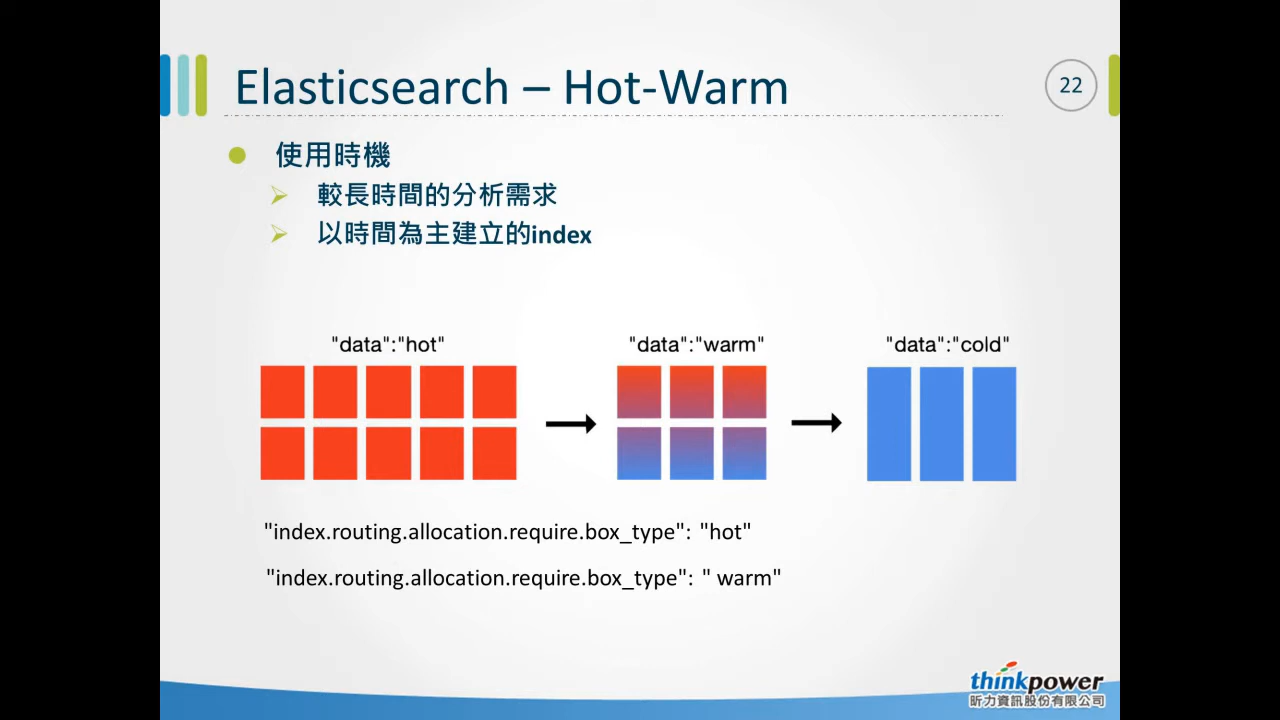 Elasticsearch – Hot-Warm
22
使用時機
較長時間的分析需求
以時間為主建立的index
"data":"hot"
"data":"warm"
"data":"cold"
"index.routing.allocation.require.box_type": "hot"
"index.routing.allocation.require.box_type": " warm"
thinkpower
昕力資訊股份有限公司